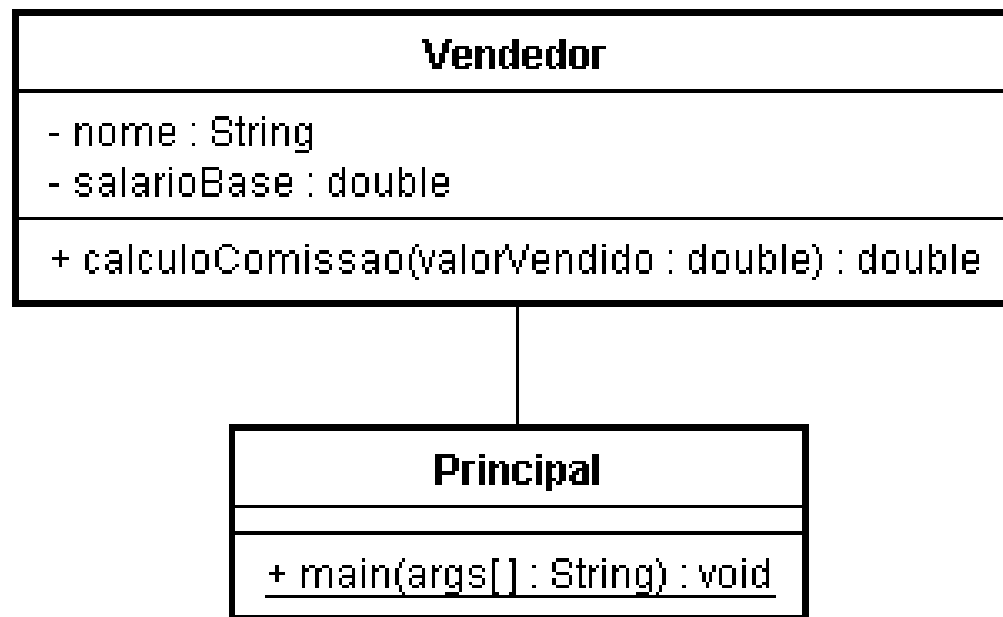 Vendedor
- nome : String
- salarioBase : double
+ calculoComissao(valorVendido : double) : double
Principal
+ main(args[] : String) : void